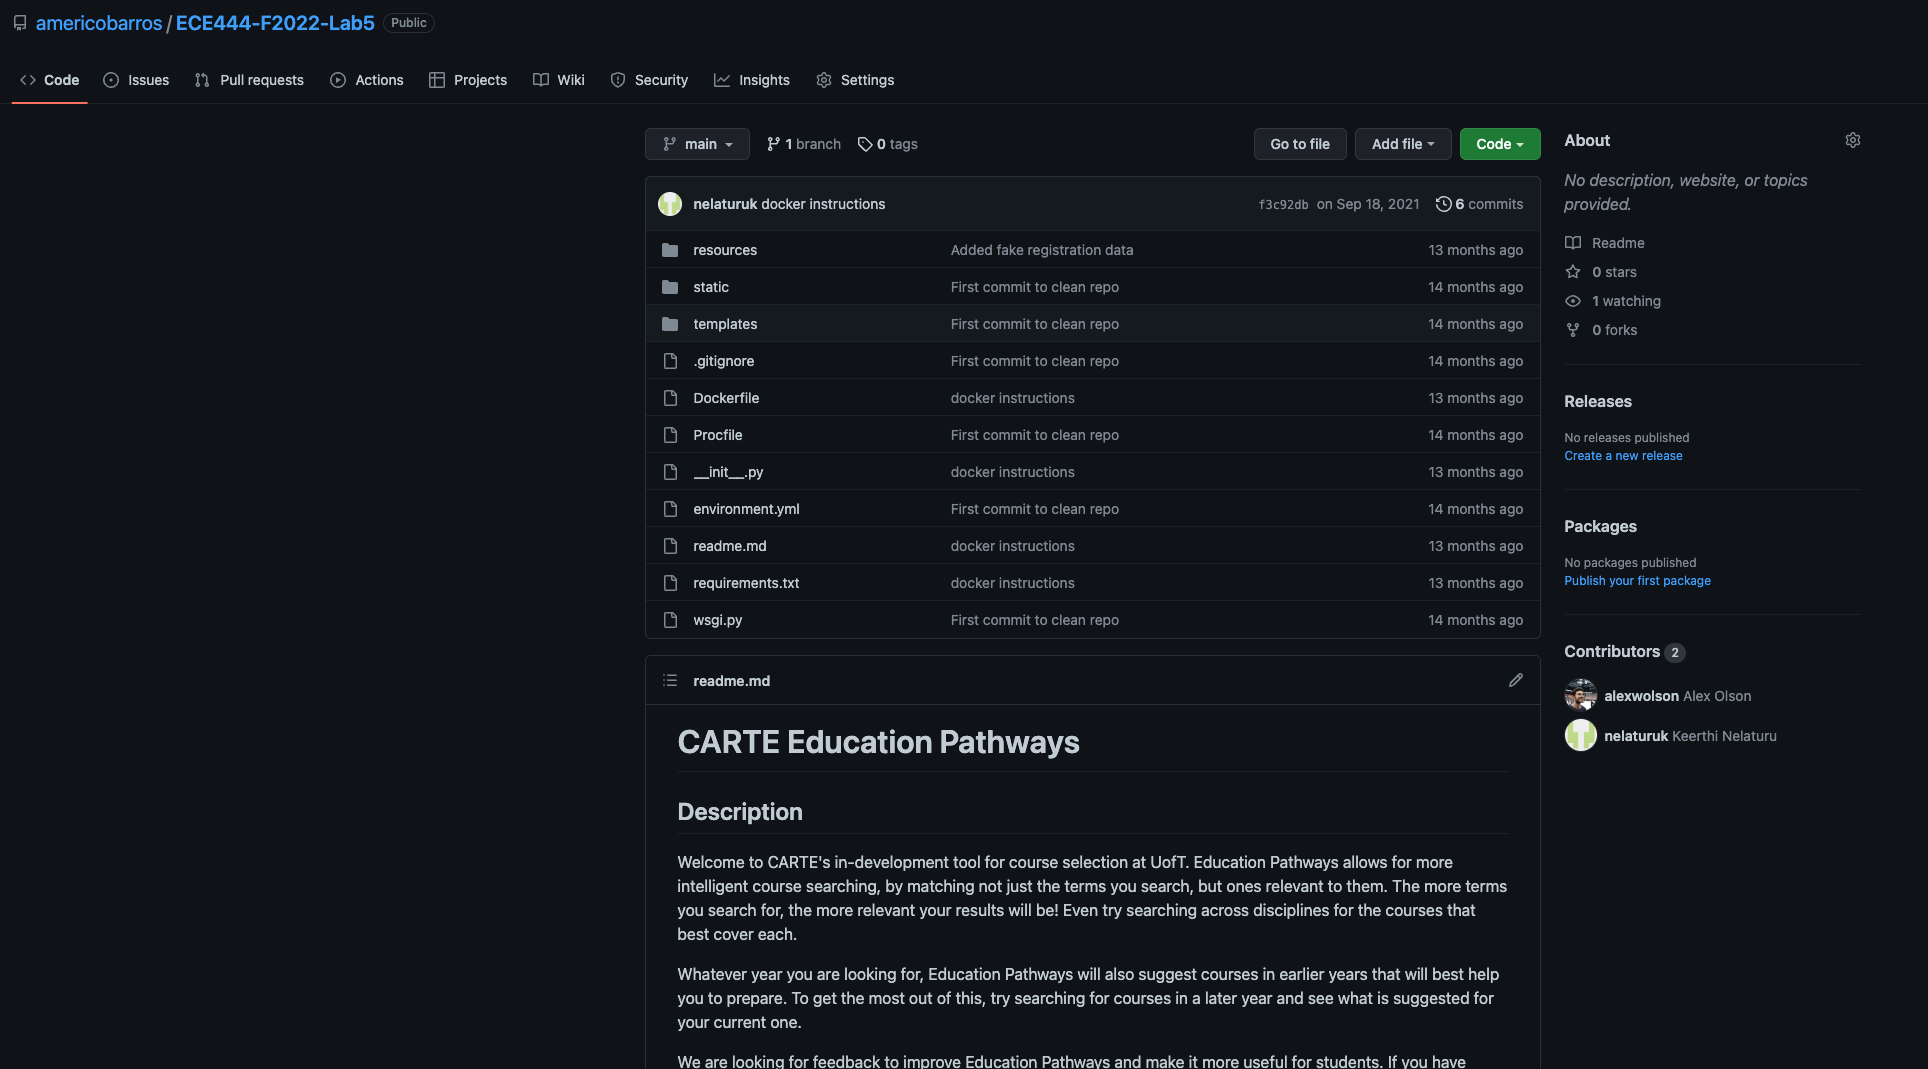 americobarros / ECE444-F2022-Lab5 Public
Code Issues Pull requests Actions Projects Wiki Security Insights Settings
main 1 branch 0 tags Go to file Add file Code
nelaturuk docker instructions f3c92db on Sep 18, 2021 6 commits
resources Added fake registration data 13 months ago
static First commit to clean repo 14 months ago
templates First commit to clean repo 14 months ago
.gitignore First commit to clean repo 14 months ago
Dockerfile docker instructions 13 months ago
Procfile First commit to clean repo 14 months ago
__init__.py docker instructions 13 months ago
environment.yml First commit to clean repo 14 months ago
readme.md docker instructions 13 months ago
requirements.txt docker instructions 13 months ago
wsgi.py First commit to clean repo 14 months ago
readme.md
CARTE Education Pathways
Description
Welcome to CARTE's in-development tool for course selection at UofT. Education Pathways allows for more
intelligent course searching, by matching not just the terms you search, but ones relevant to them. The more terms
you search for, the more relevant your results will be! Even try searching across disciplines for the courses that
best cover each.
Whatever year you are looking for, Education Pathways will also suggest courses in earlier years that will best help
you to prepare. To get the most out of this, try searching for courses in a later year and see what is suggested for
your current one.
We are looking for feedback to improve Education Pathways and make it more useful for students. If you have
About
No description, website, or topics
provided.
Readme
0 stars
1 watching
0 forks
Releases
No releases published
Create a new release
Packages
No packages published
Publish your first package
Contributors 2
alexwolson Alex Olson
nelaturuk Keerthi Nelaturu